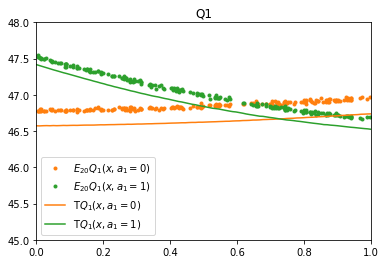 Q1
48.0
47.5
47.0
46.5
46.0
45.5
45.0
E₂₀Q₁(x, a₁ = 0)
E₂₀Q₁(x, a₁ = 1)
TQ₁(x, a₁ = 0)
TQ₁(x, a₁ = 1)
0.0 0.2 0.4 0.6 0.8 1.0